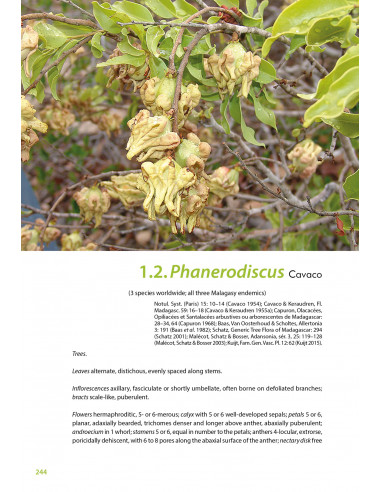 1.2. Phanerodiscus Cavaco
(3 species worldwide; all three Malagasy endemics)
Notul. Syst. (Paris) 15: 10–14 (Cavaco 1954); Cavaco & Keraudren, Fl.
Madagasc. 59: 16–18 (Cavaco & Keraudren 1955a); Capuron, Olacacées,
Opiliacées et Santalacées arbustives ou arborescentes de Madagascar:
28–34, 64 (Capuron 1968); Baas, Van Oosterhoud & Scholtes, Allertonia
3: 191 (Baas et al. 1982); Schatz, Generic Tree Flora of Madagascar: 294
(Schatz 2001); Malécot, Schatz & Bosser, Adansonia, sér. 3, 25: 119–128
(Malécot, Schatz & Bosser 2003); Kuijt, Fam. Gen. Vasc. Pl. 12: 62 (Kuijt 2015).
Trees.
Leaves alternate, distichous, evenly spaced along stems.
Inflorescences axillary, fasciculate or shortly umbellate, often borne on defoliated branches;
bracts scale-like, puberulent.
Flowers hermaphroditic, 5- or 6-merous; calyx with 5 or 6 well-developed sepals; petals 5 or 6,
planar, adaxially bearded, trichomes denser and longer above anther, abaxially puberulent;
androecium in 1 whorl; stamens 5 or 6, equal in number to the petals; anthers 4-locular, extrorse,
poricidally dehiscent, with 6 to 8 pores along the abaxial surface of the anther; nectary disk free
244